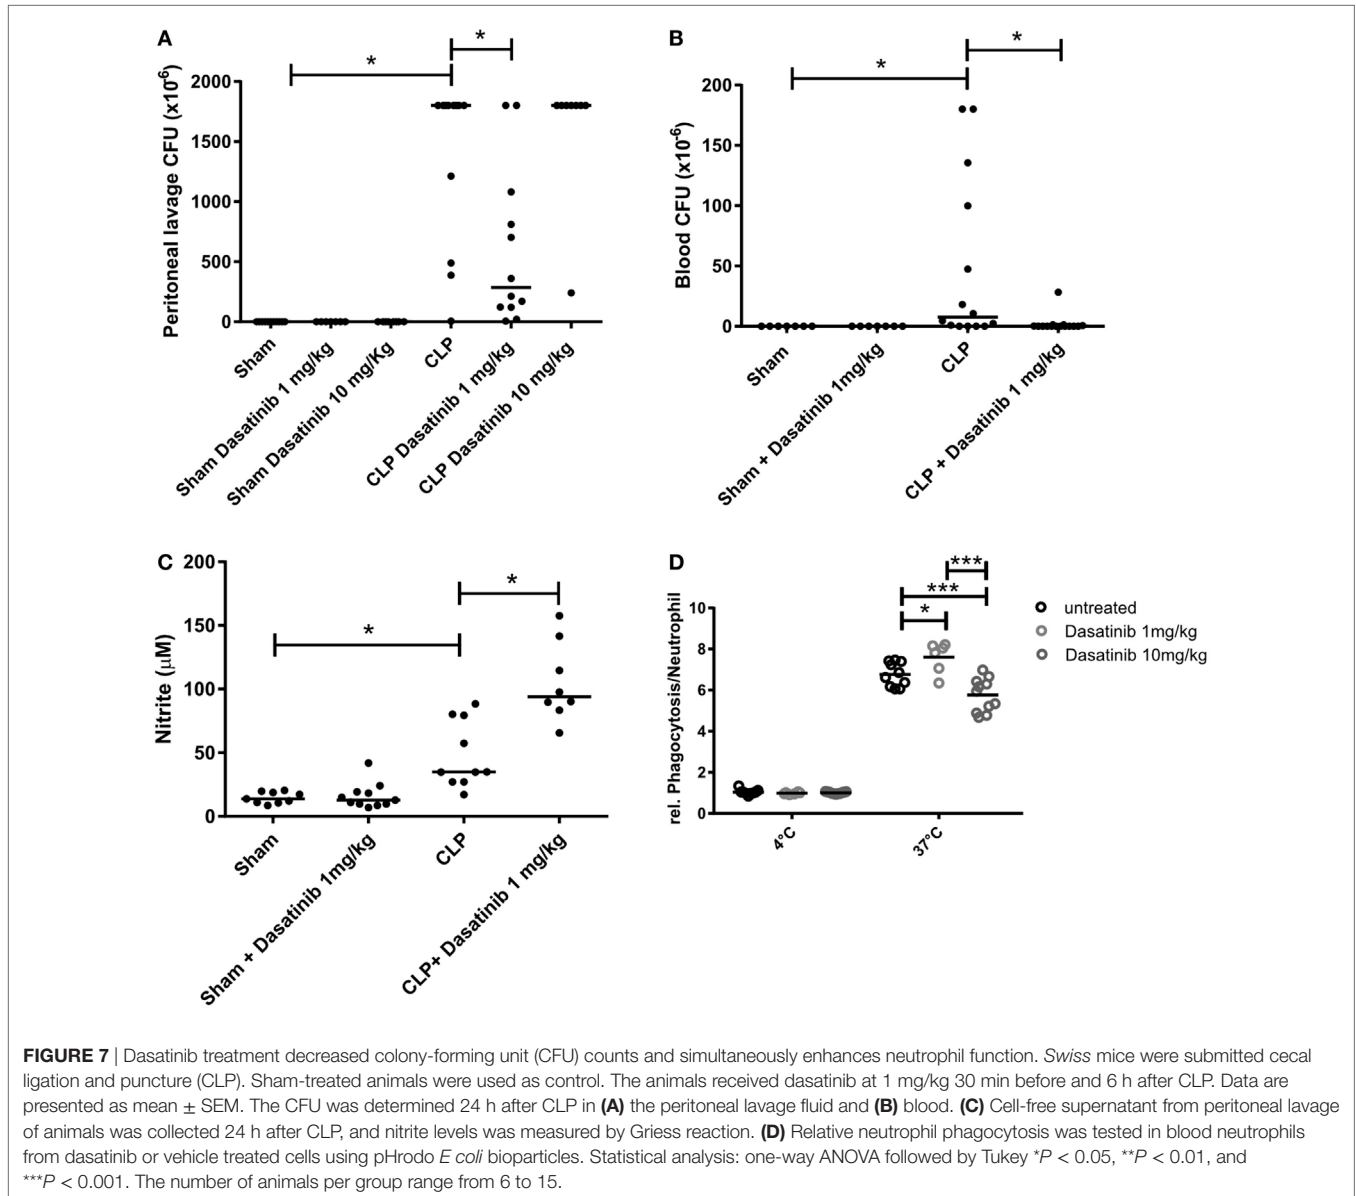 A
*
*
Peritoneal lavage CFU (x10⁻⁶)
2000
1500
1000
500
0
Sham
Sham Dasatinib 1 mg/kg
Sham Dasatinib 10 mg/Kg
CLP
CLP Dasatinib 1 mg/kg
CLP Dasatinib 10 mg/kg
B
*
*
Blood CFU (x10⁻⁶)
200
150
100
50
0
Sham
Sham + Dasatinib 1mg/kg
CLP
CLP + Dasatinib 1 mg/kg
C
*
*
Nitrite (μM)
200
150
100
50
0
Sham
Sham + Dasatinib 1mg/kg
CLP
CLP+ Dasatinib 1 mg/kg
D
***
***
*
rel. Phagocytosis/Neutrophil
10
8
6
4
2
0
4°C
37°C
untreated
Dasatinib 1mg/kg
Dasatinib 10mg/kg
FIGURE 7 | Dasatinib treatment decreased colony-forming unit (CFU) counts and simultaneously enhances neutrophil function. Swiss mice were submitted cecal
ligation and puncture (CLP). Sham-treated animals were used as control. The animals received dasatinib at 1 mg/kg 30 min before and 6 h after CLP. Data are
presented as mean ± SEM. The CFU was determined 24 h after CLP in (A) the peritoneal lavage fluid and (B) blood. (C) Cell-free supernatant from peritoneal lavage
of animals was collected 24 h after CLP, and nitrite levels was measured by Griess reaction. (D) Relative neutrophil phagocytosis was tested in blood neutrophils
from dasatinib or vehicle treated cells using pHrodo E coli bioparticles. Statistical analysis: one-way ANOVA followed by Tukey *P < 0.05, **P < 0.01, and
***P < 0.001. The number of animals per group range from 6 to 15.